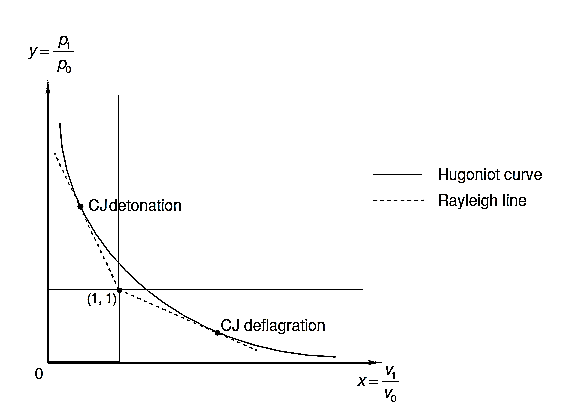 y = p₁/p₀
Hugoniot curve
Rayleigh line
CJ detonation
(1, 1)
CJ deflagration
0
x = v₁/v₀